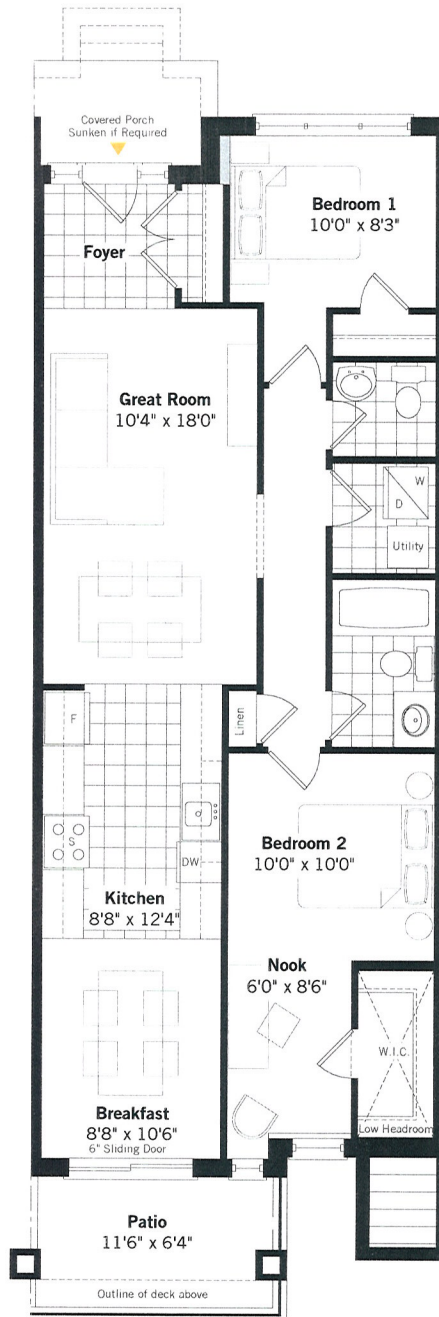 Covered Porch
Sunken if Required
Bedroom 1
10'0" x 8'3"
Foyer
Great Room
10'4" x 18'0"
W
D
Utility
Linen
F
S
DW
Bedroom 2
10'0" x 10'0"
Kitchen
8'8" x 12'4"
Nook
6'0" x 8'6"
W.I.C.
Low Headroom
Breakfast
8'8" x 10'6"
6" Sliding Door
Patio
11'6" x 6'4"
Outline of deck above